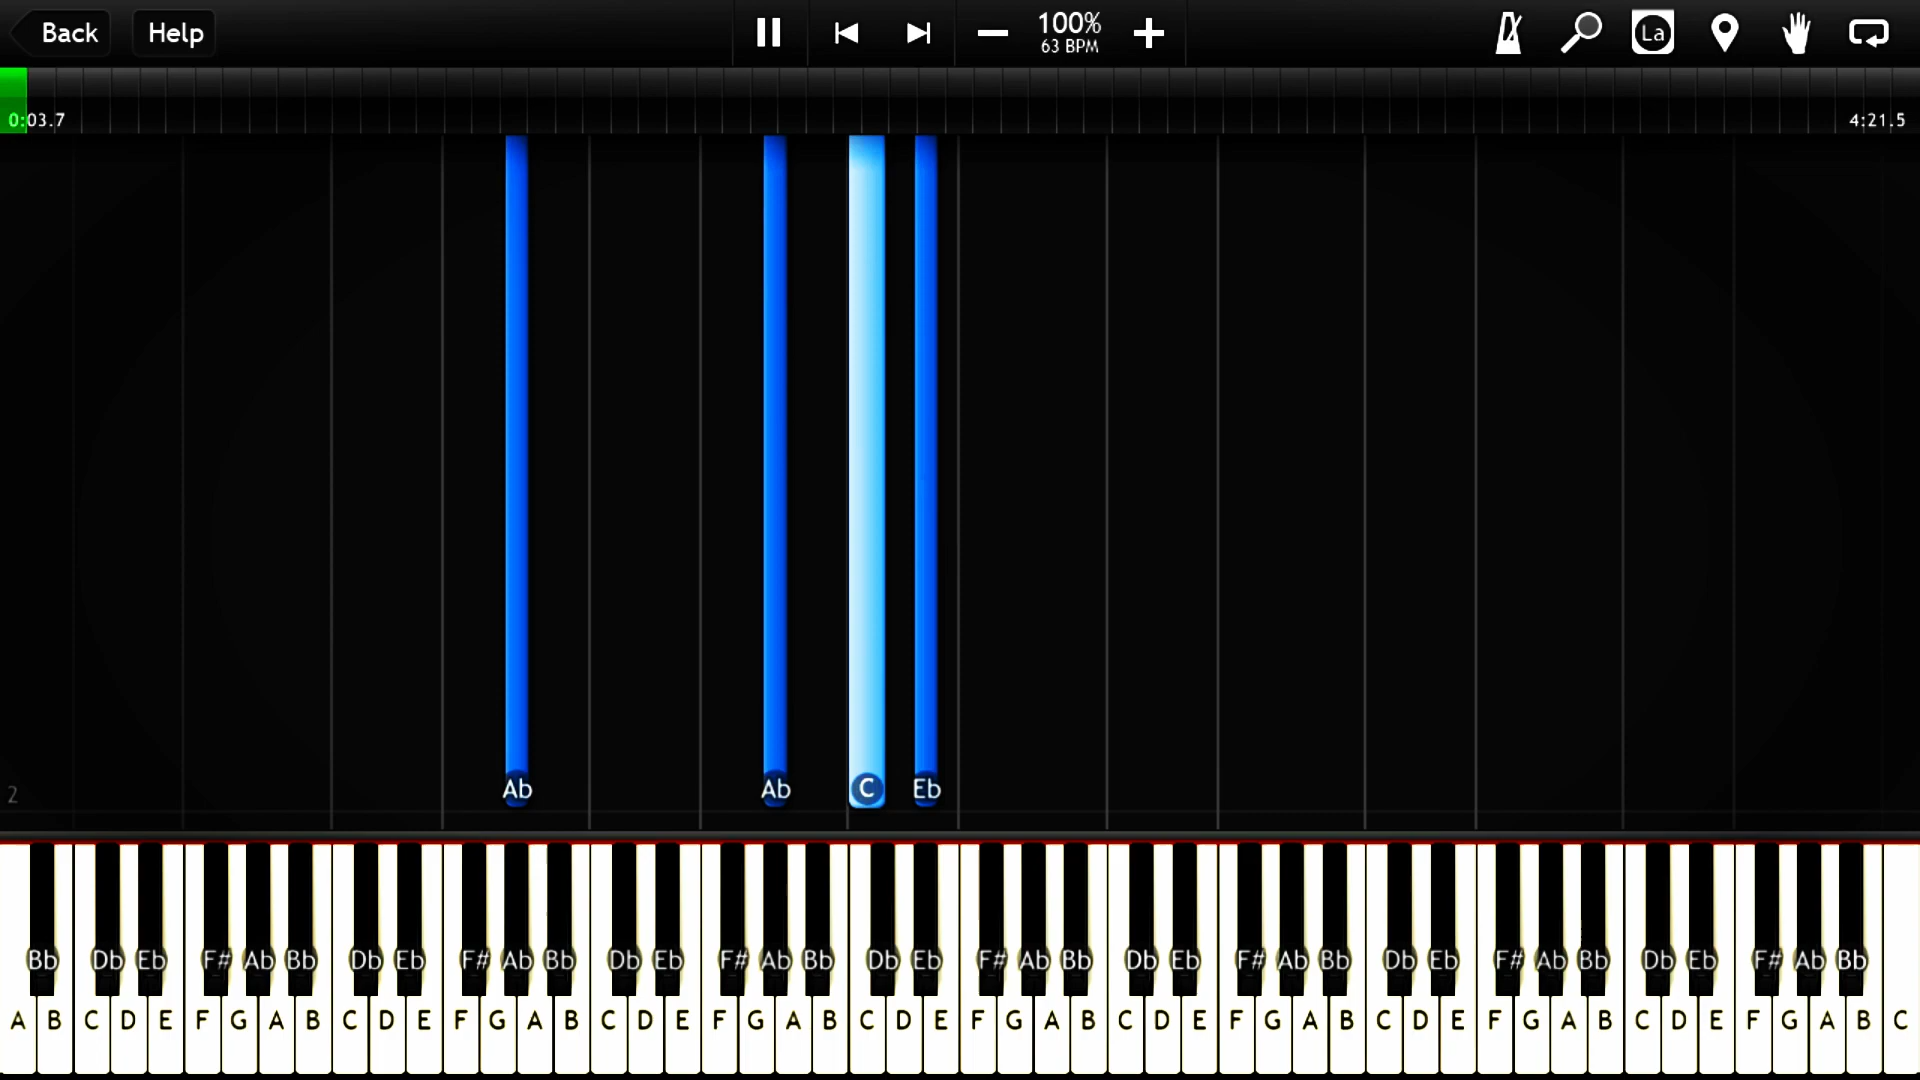 Back Help 100%
63 BPM
La
0:03.7 4:21.5
Ab Ab C Eb
2
Bb Db Eb F# Ab Bb Db Eb F# Ab Bb Db Eb F# Ab Bb Db Eb F# Ab Bb Db Eb F# Ab Bb Db Eb F# Ab Bb Db Eb F# Ab Bb
A B C D E F G A B C D E F G A B C D E F G A B C D E F G A B C D E F G A B C D E F G A B C D E F G A B C